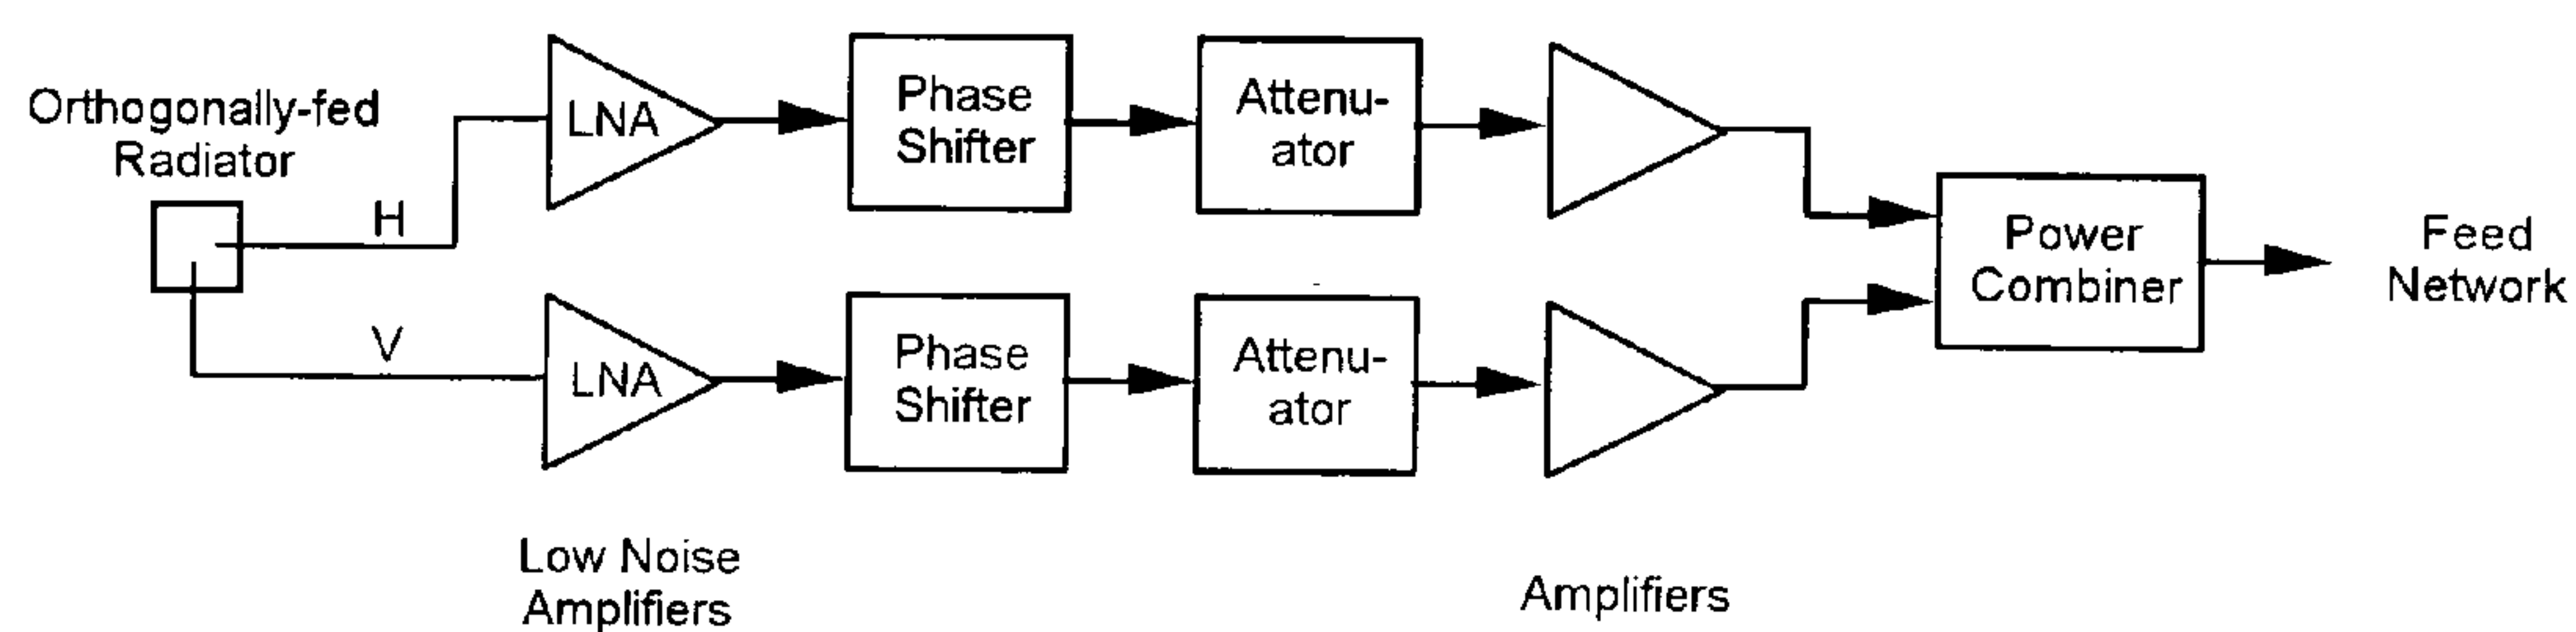 Orthogonally-fed
Radiator
H
V
LNA
Phase
Shifter
Attenu-
ator
LNA
Phase
Shifter
Attenu-
ator
Power
Combiner
Feed
Network
Low Noise
Amplifiers
Amplifiers